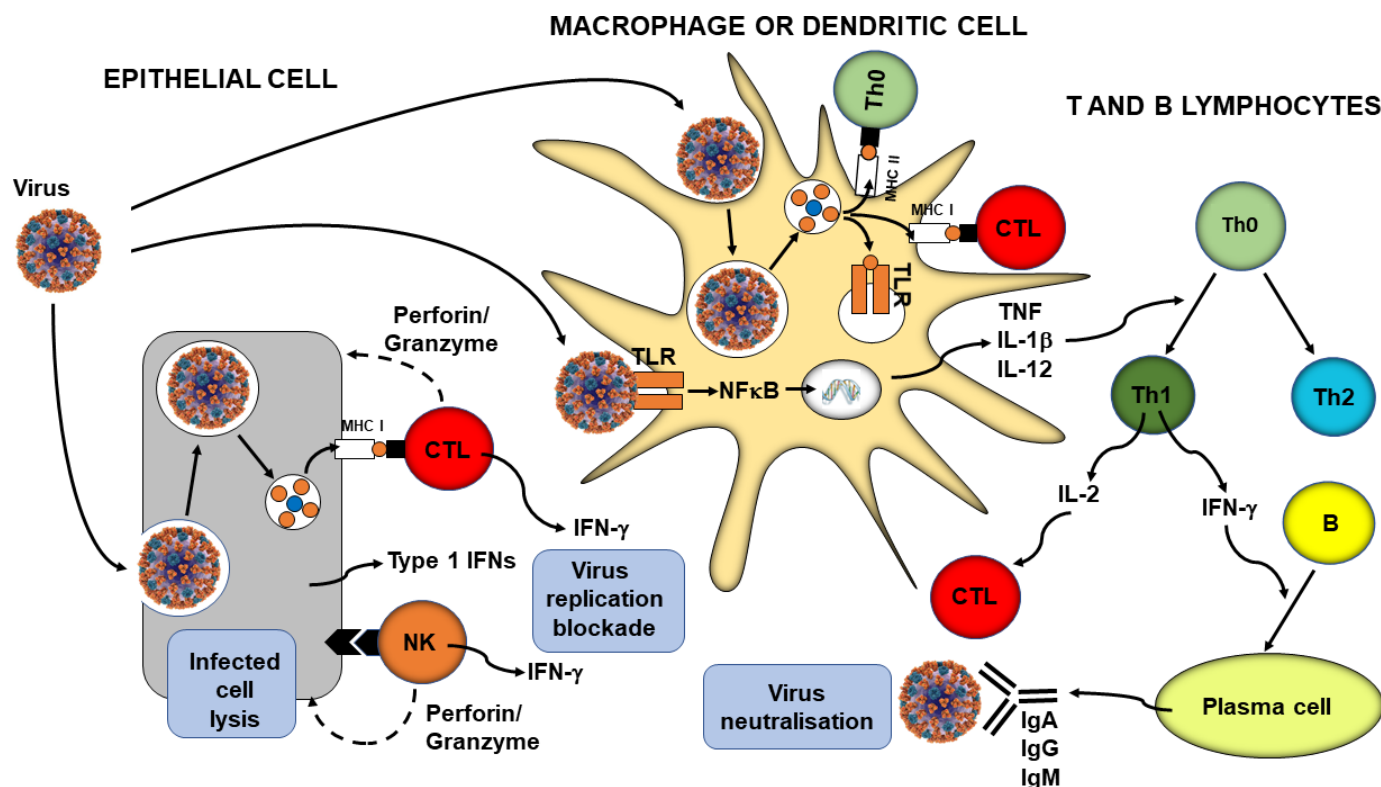 MACROPHAGE OR DENDRITIC CELL
EPITHELIAL CELL
T AND B LYMPHOCYTES
Virus
Th0
MHC II
MHC I
CTL
TLR
TLR
NFκB
TNF
IL-1β
IL-12
Perforin/
Granzyme
MHC I
CTL
IFN-γ
Type 1 IFNs
Virus
replication
blockade
NK
IFN-γ
Infected
cell
lysis
Perforin/
Granzyme
Th0
Th1
Th2
IL-2
IFN-γ
B
CTL
Plasma cell
Virus
neutralisation
IgA
IgG
IgM